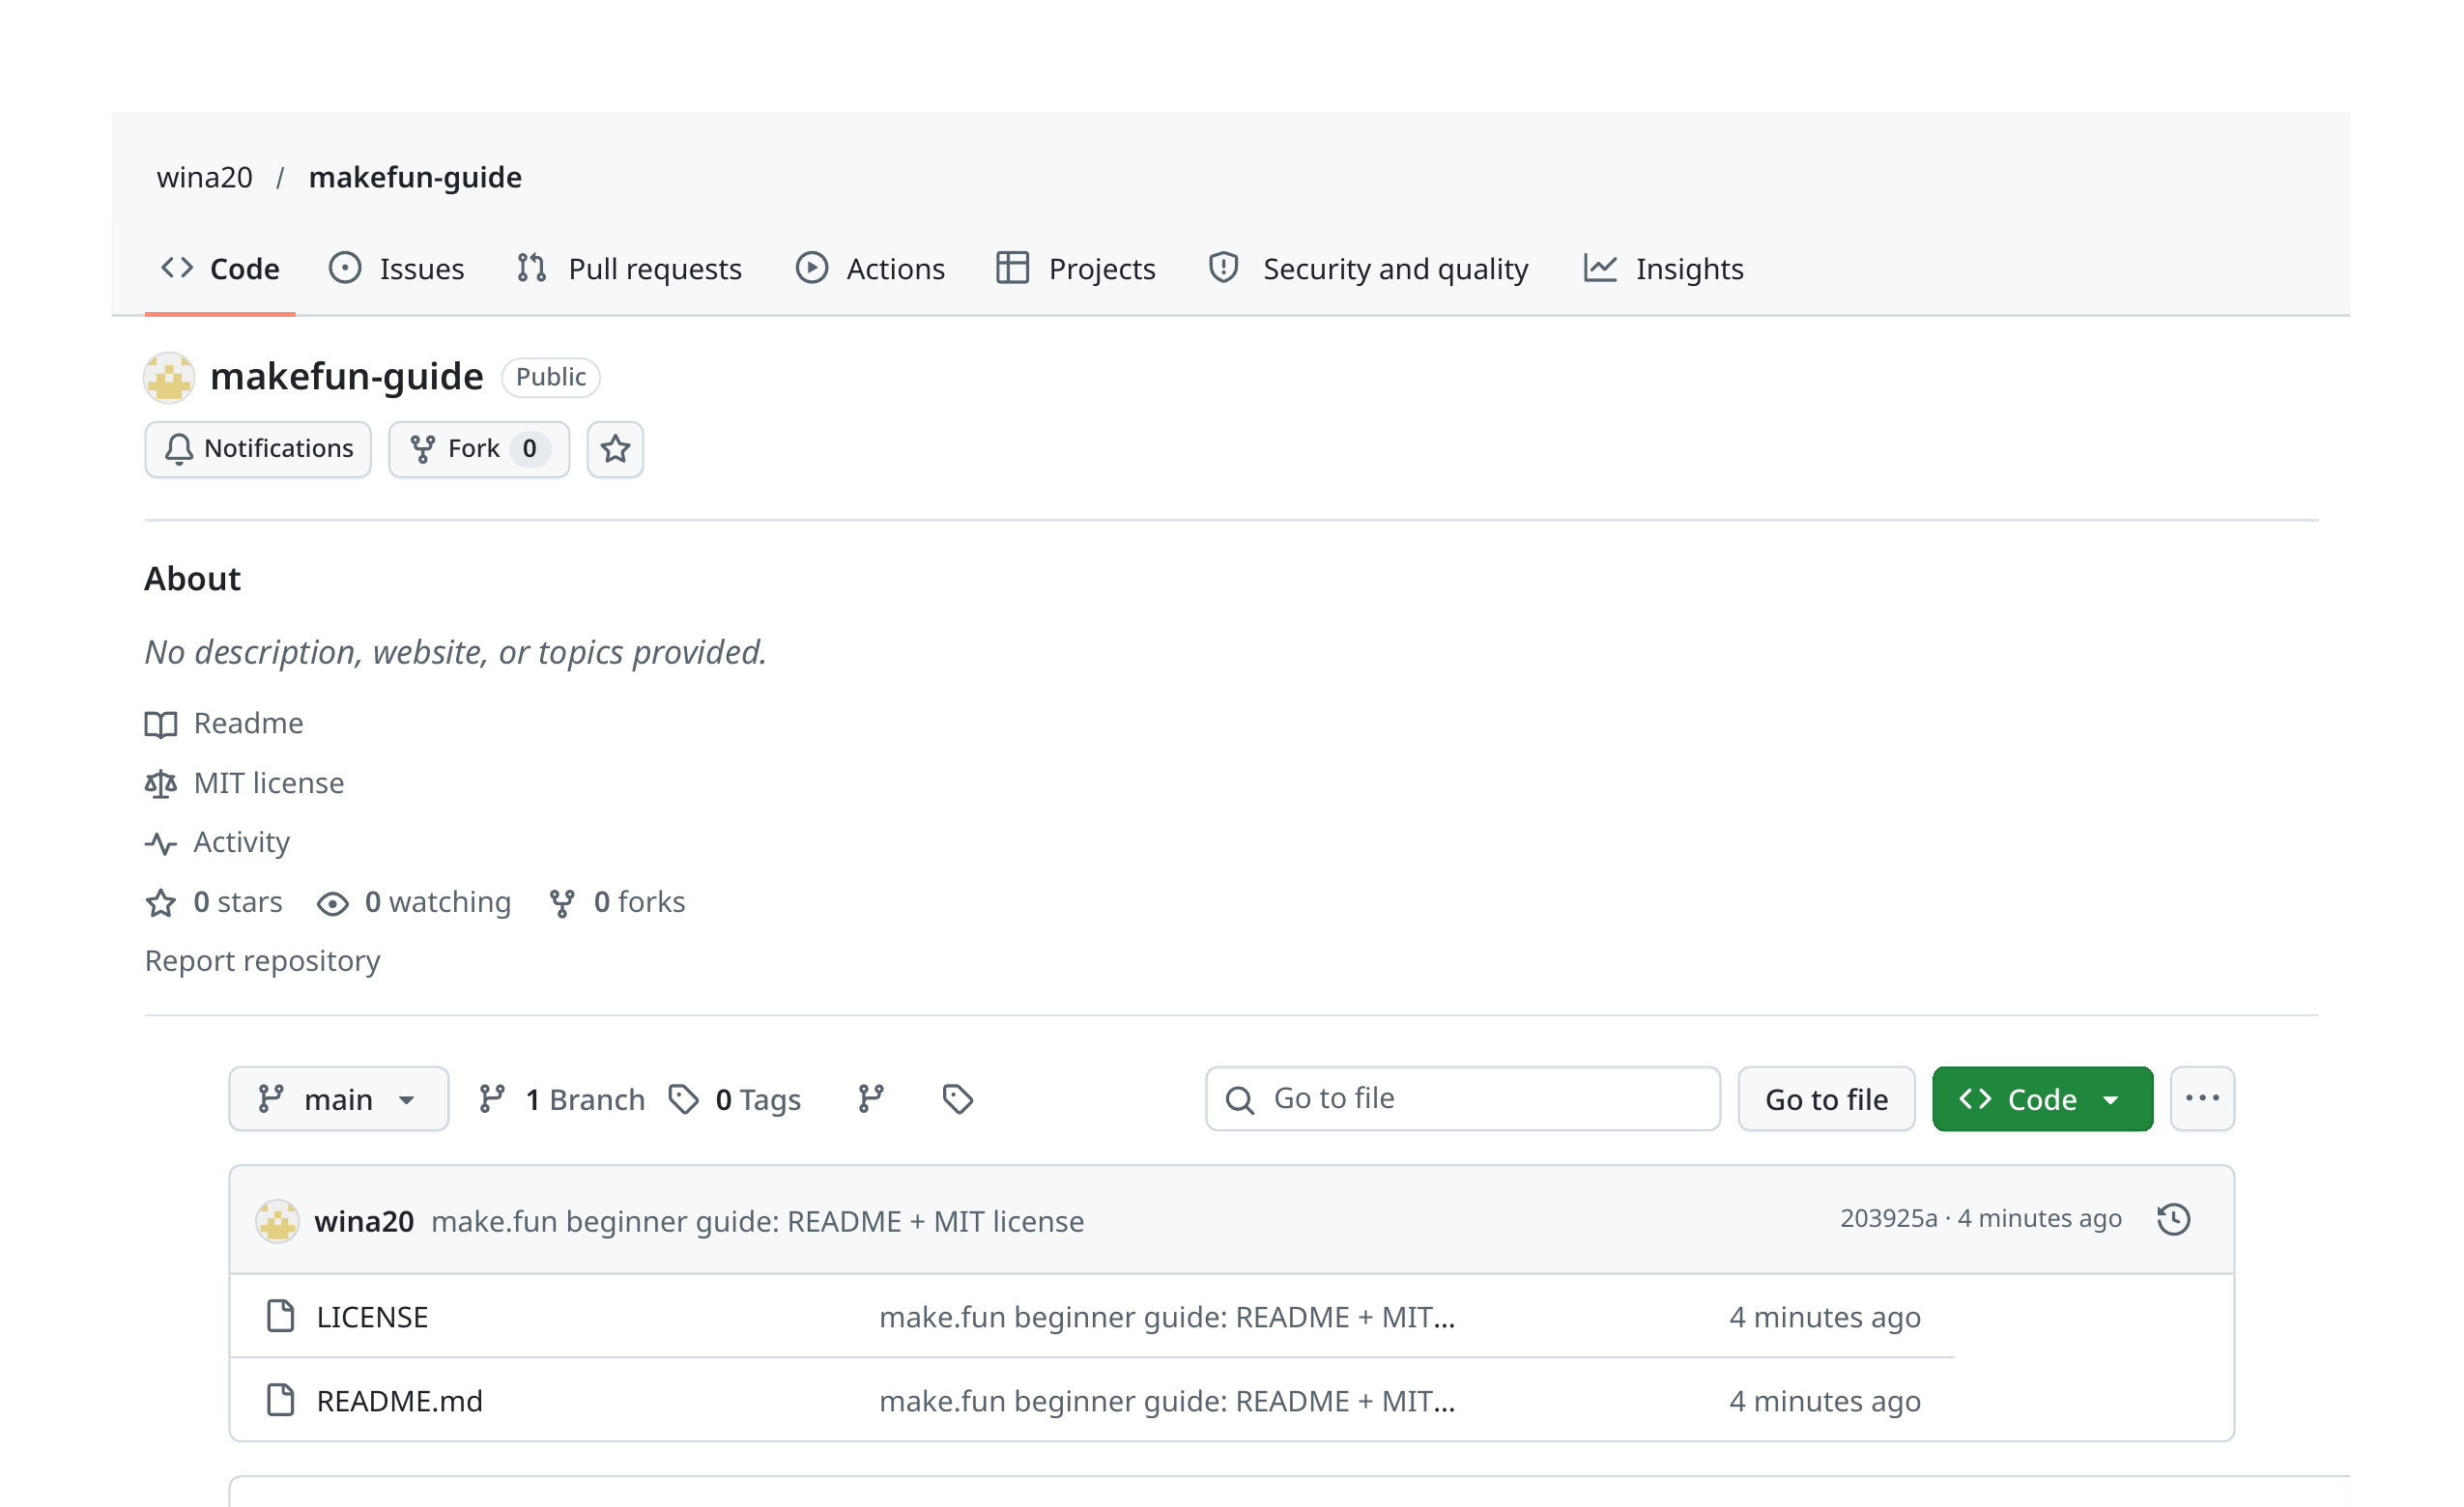 wina20 / makefun-guide
Code Issues Pull requests Actions Projects Security and quality Insights
makefun-guide Public
Notifications Fork 0
About
No description, website, or topics provided.
Readme
MIT license
Activity
0 stars 0 watching 0 forks
Report repository
main 1 Branch 0 Tags Go to file Go to file Code
wina20 make.fun beginner guide: README + MIT license 203925a · 4 minutes ago
LICENSE make.fun beginner guide: README + MIT... 4 minutes ago
README.md make.fun beginner guide: README + MIT... 4 minutes ago